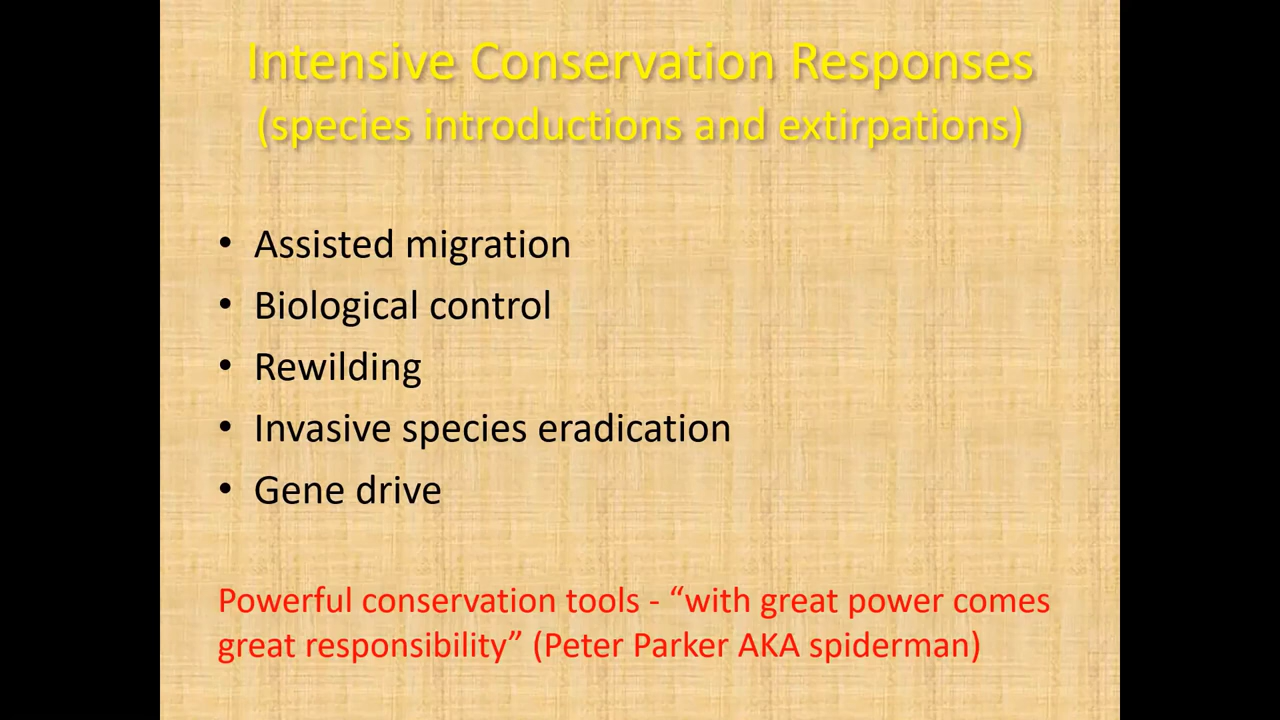 Intensive Conservation Responses
(species introductions and extirpations)
• Assisted migration
• Biological control
• Rewilding
• Invasive species eradication
• Gene drive
Powerful conservation tools - “with great power comes
great responsibility” (Peter Parker AKA spiderman)